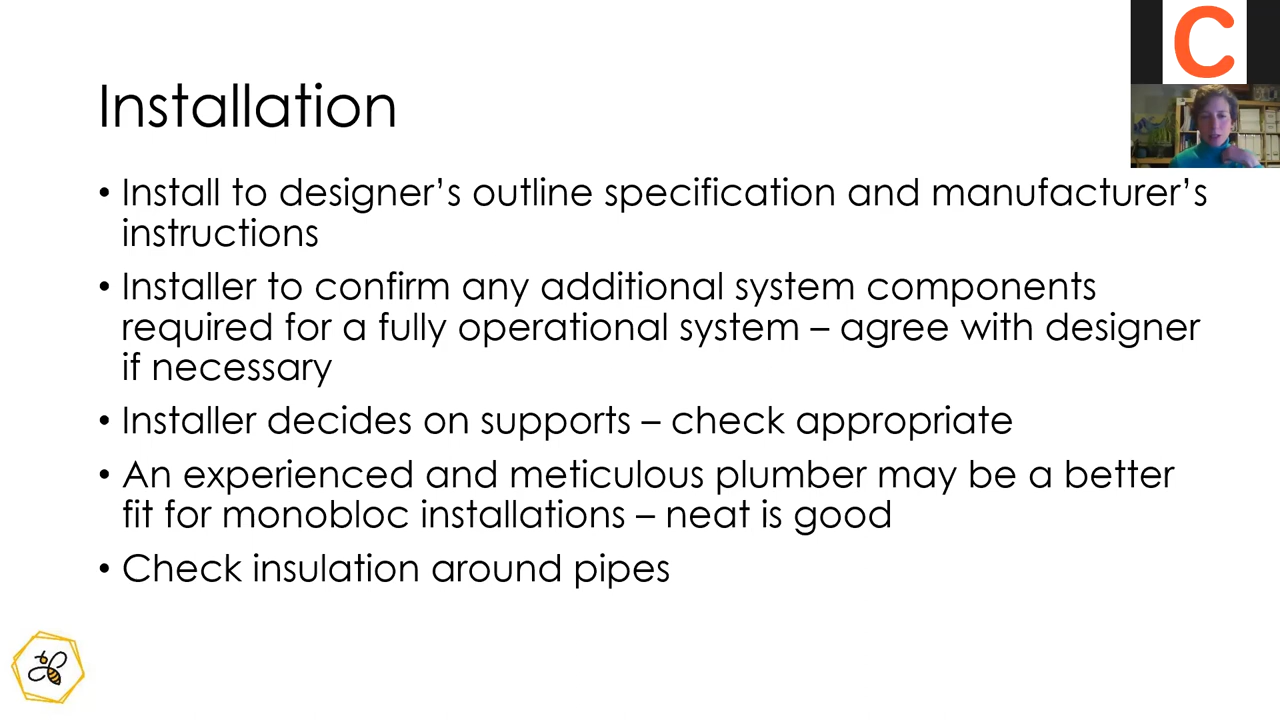 C
Installation
• Install to designer’s outline specification and manufacturer’s
instructions
• Installer to confirm any additional system components
required for a fully operational system – agree with designer
if necessary
• Installer decides on supports – check appropriate
• An experienced and meticulous plumber may be a better
fit for monobloc installations – neat is good
• Check insulation around pipes